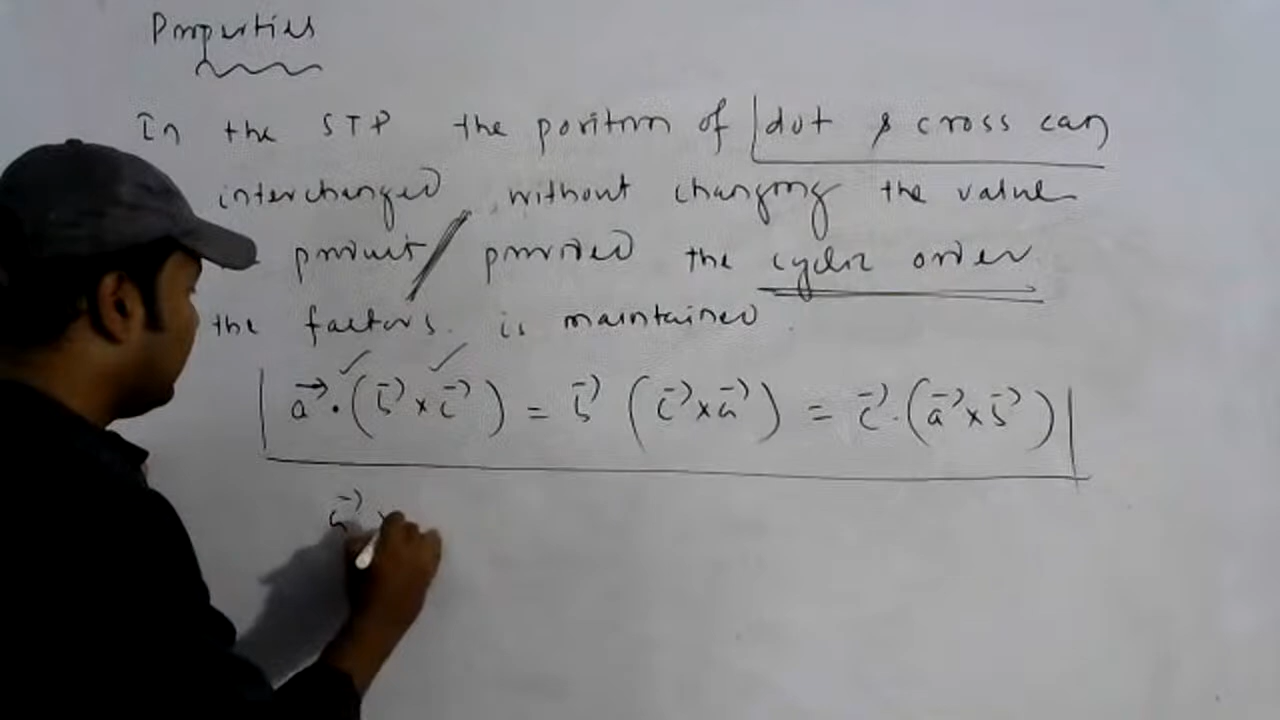 Properties
In the STP the position of dot & cross can
interchanged without changing the value
product / provided the cyclic order
the factors is maintained.
a⃗ · (b⃗ × c⃗) = b⃗ (c⃗ × a⃗) = c⃗ · (a⃗ × b⃗)
a⃗ ×